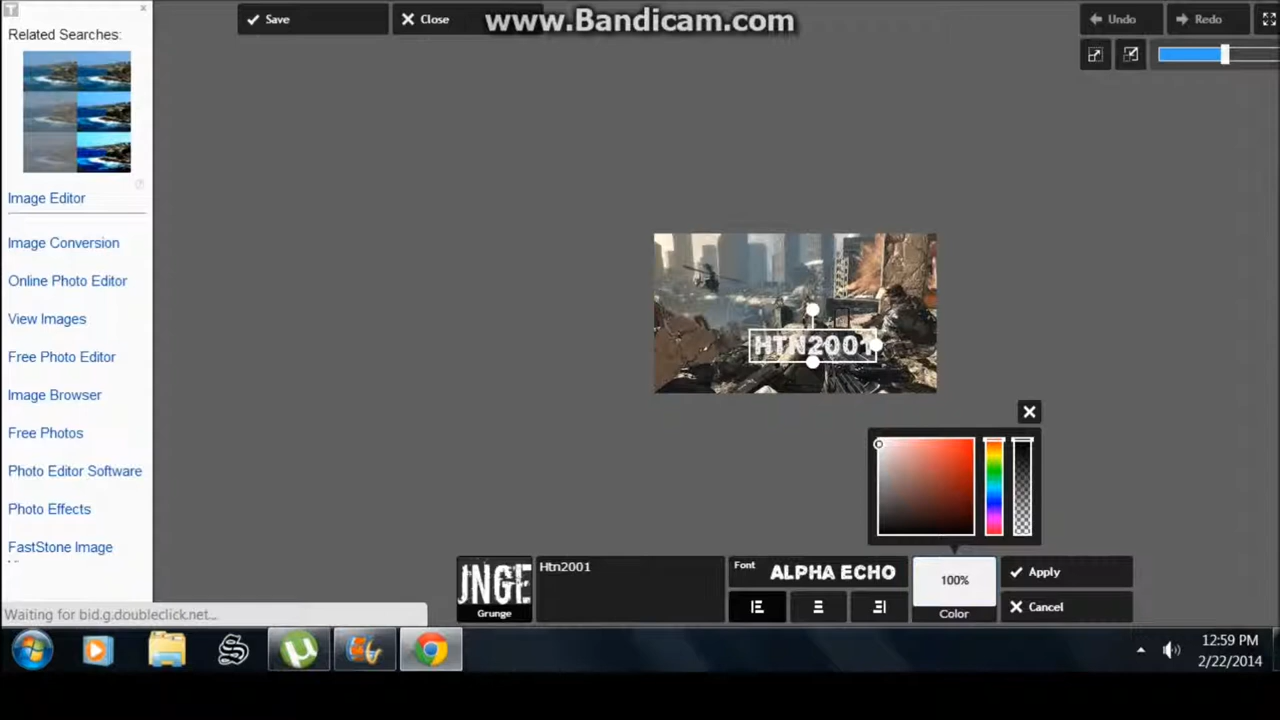 www.Bandicam.com
Save
Close
Undo
Redo
Related Searches:
Image Editor
Image Conversion
Online Photo Editor
View Images
Free Photo Editor
Image Browser
Free Photos
Photo Editor Software
Photo Effects
FastStone Image
HTN2001
UNGE
Grunge
Htn2001
Font
ALPHA ECHO
100%
Color
Apply
Cancel
Waiting for bid.g.doubleclick.net...
12:59 PM
2/22/2014